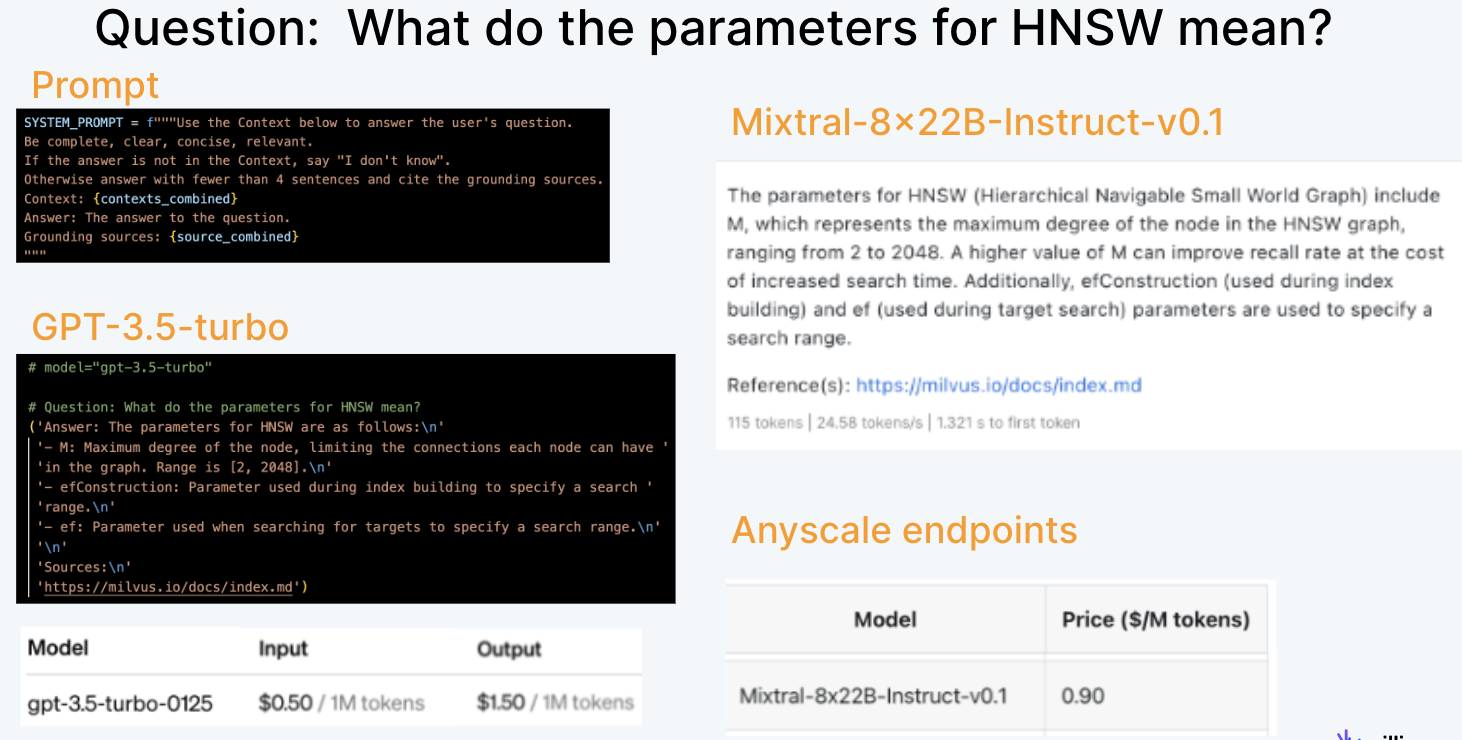 Question: What do the parameters for HNSW mean?
Prompt
SYSTEM_PROMPT = f"""Use the Context below to answer the user's question.
Be complete, clear, concise, relevant.
If the answer is not in the Context, say "I don't know".
Otherwise answer with fewer than 4 sentences and cite the grounding sources.
Context: {contexts_combined}
Answer: The answer to the question.
Grounding sources: {source_combined}
"""
GPT-3.5-turbo
# model="gpt-3.5-turbo"
# Question: What do the parameters for HNSW mean?
('Answer: The parameters for HNSW are as follows:\n'
'- M: Maximum degree of the node, limiting the connections each node can have '
'in the graph. Range is [2, 2048].\n'
'- efConstruction: Parameter used during index building to specify a search '
'range.\n'
'- ef: Parameter used when searching for targets to specify a search range.\n'
'\n'
'Sources:\n'
'https://milvus.io/docs/index.md')
Model Input Output
gpt-3.5-turbo-0125 $0.50 / 1M tokens $1.50 / 1M tokens
Mixtral-8x22B-Instruct-v0.1
The parameters for HNSW (Hierarchical Navigable Small World Graph) include
M, which represents the maximum degree of the node in the HNSW graph,
ranging from 2 to 2048. A higher value of M can improve recall rate at the cost
of increased search time. Additionally, efConstruction (used during index
building) and ef (used during target search) parameters are used to specify a
search range.
Reference(s): https://milvus.io/docs/index.md
115 tokens | 24.58 tokens/s | 1.321 s to first token
Anyscale endpoints
Model Price ($/M tokens)
Mixtral-8x22B-Instruct-v0.1 0.90